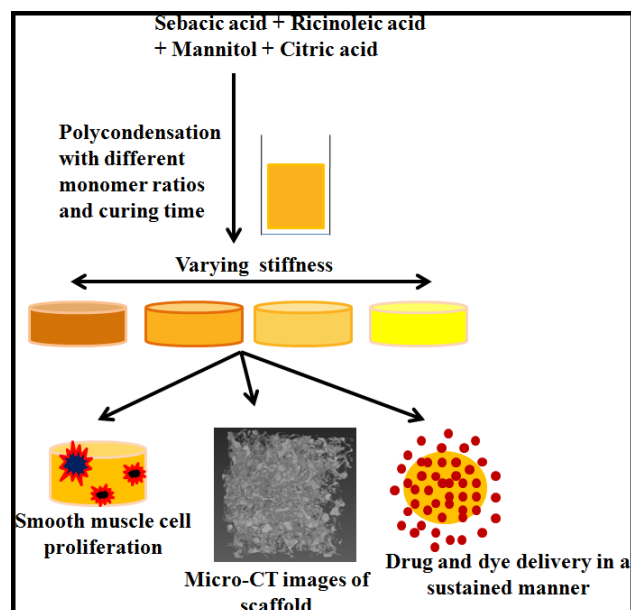 Sebacic acid + Ricinoleic acid
+ Mannitol + Citric acid
Polycondensation
with different
monomer ratios
and curing time
Varying stiffness
Smooth muscle cell
proliferation
Micro-CT images of
scaffold
Drug and dye delivery in a
sustained manner